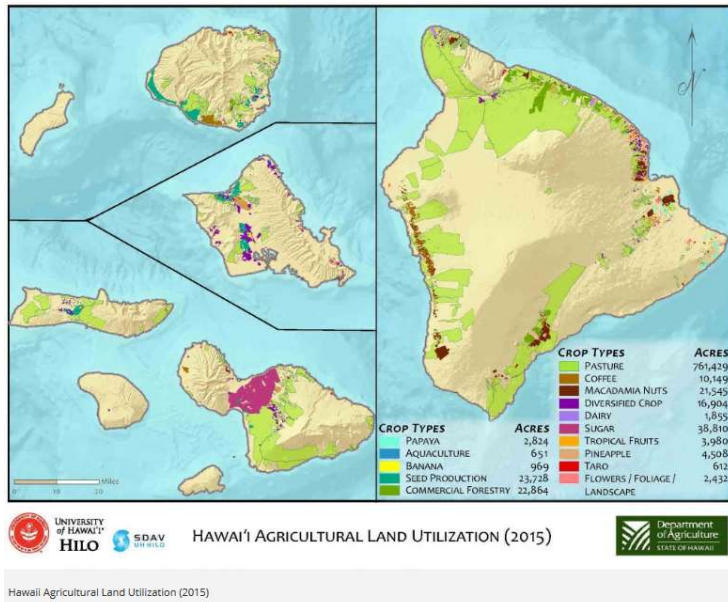 N
CROP TYPES ACRES
PASTURE 761,429
COFFEE 10,149
MACADAMIA NUTS 21,545
DIVERSIFIED CROP 16,904
DAIRY 1,855
SUGAR 38,810
TROPICAL FRUITS 3,980
PINEAPPLE 4,508
TARO 612
FLOWERS / FOLIAGE / 2,432
LANDSCAPE
CROP TYPES ACRES
PAPAYA 2,824
AQUACULTURE 651
BANANA 969
SEED PRODUCTION 23,728
COMMERCIAL FORESTRY 22,864
0 10 20 Miles
UNIVERSITY
OF HAWAI'I®
HILO
SDAV
UH HILO
HAWAI'I AGRICULTURAL LAND UTILIZATION (2015)
Department
of Agriculture
STATE OF HAWAII
Hawaii Agricultural Land Utilization (2015)